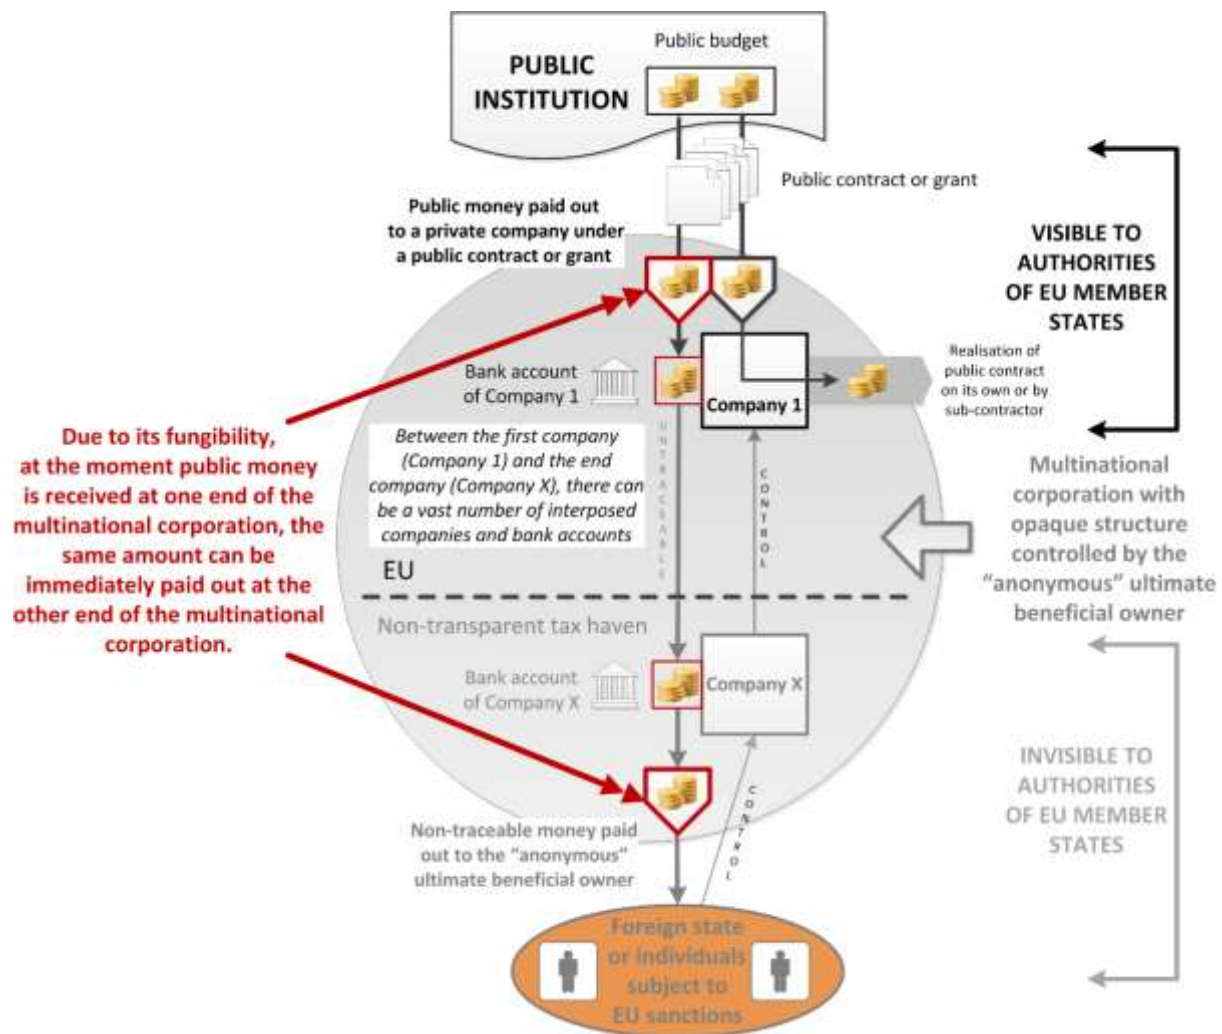 Public budget
PUBLIC
INSTITUTION
Public contract or grant
Public money paid out
to a private company under
a public contract or grant
VISIBLE TO
AUTHORITIES
OF EU MEMBER
STATES
Bank account
of Company 1
Company 1
Realisation of
public contract
on its own or by
sub-contractor
Due to its fungibility,
at the moment public money
is received at one end of the
multinational corporation, the
same amount can be
immediately paid out at the
other end of the multinational
corporation.
Between the first company
(Company 1) and the end
company (Company X), there can
be a vast number of interposed
companies and bank accounts
UNTRACEABLE
CONTROL
Multinational
corporation with
opaque structure
controlled by the
“anonymous” ultimate
beneficial owner
EU
Non-transparent tax haven
Bank account
of Company X
Company X
INVISIBLE TO
AUTHORITIES
OF EU MEMBER
STATES
CONTROL
Non-traceable money paid
out to the “anonymous”
ultimate beneficial owner
Foreign state
or individuals
subject to
EU sanctions